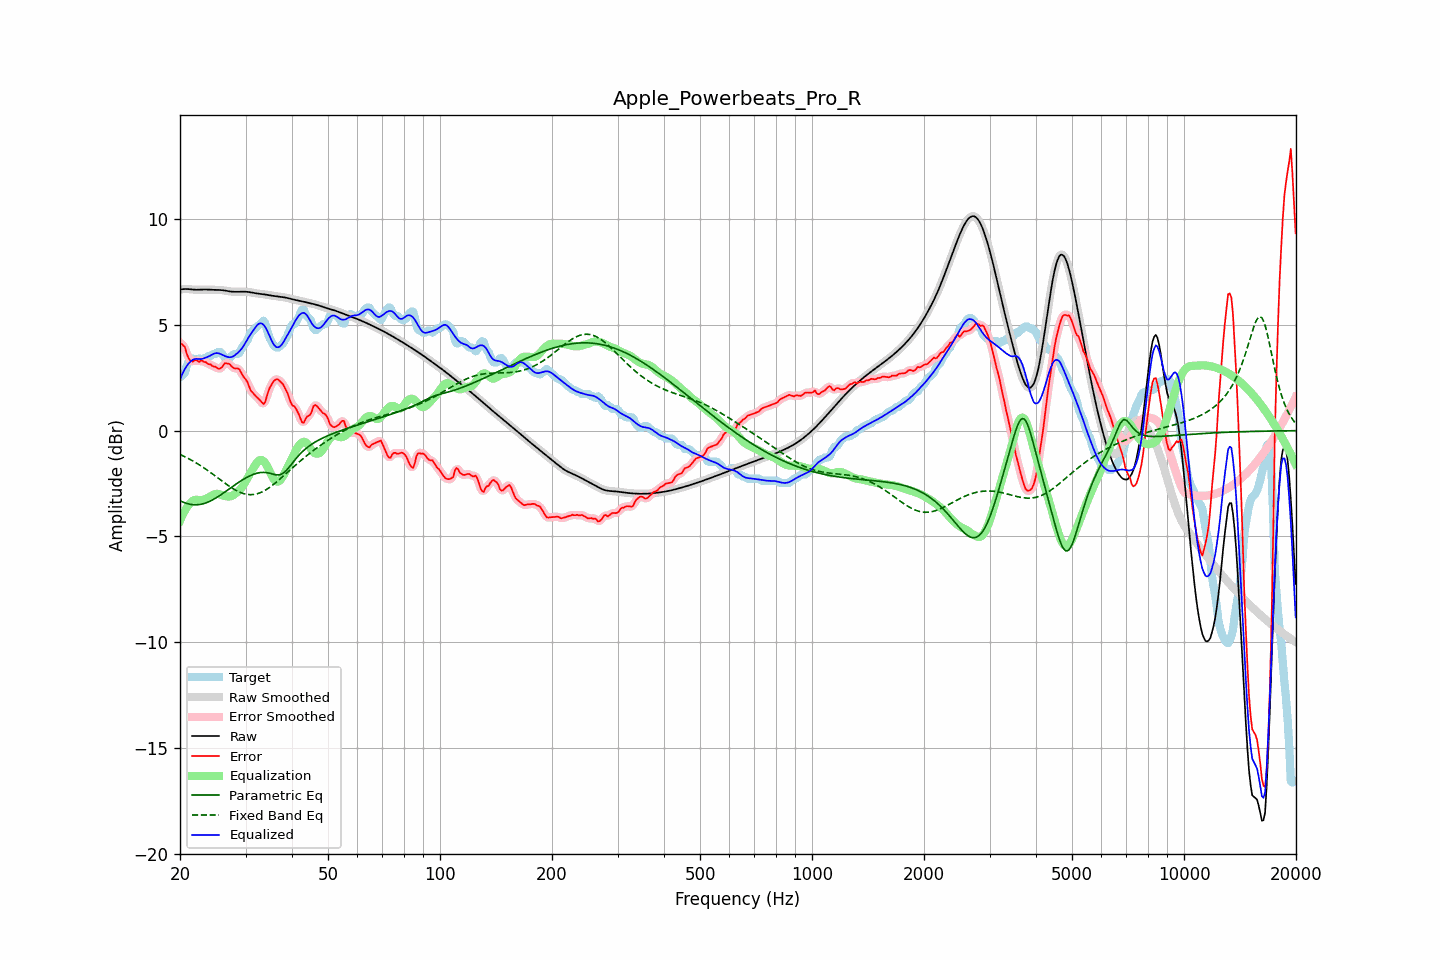 Apple_Powerbeats_Pro_R
Amplitude (dBr)
10
5
0
−5
−10
−15
−20
Target
Raw Smoothed
Error Smoothed
Raw
Error
Equalization
Parametric Eq
Fixed Band Eq
Equalized
20 50 100 200 500 1000 2000 5000 10000 20000
Frequency (Hz)